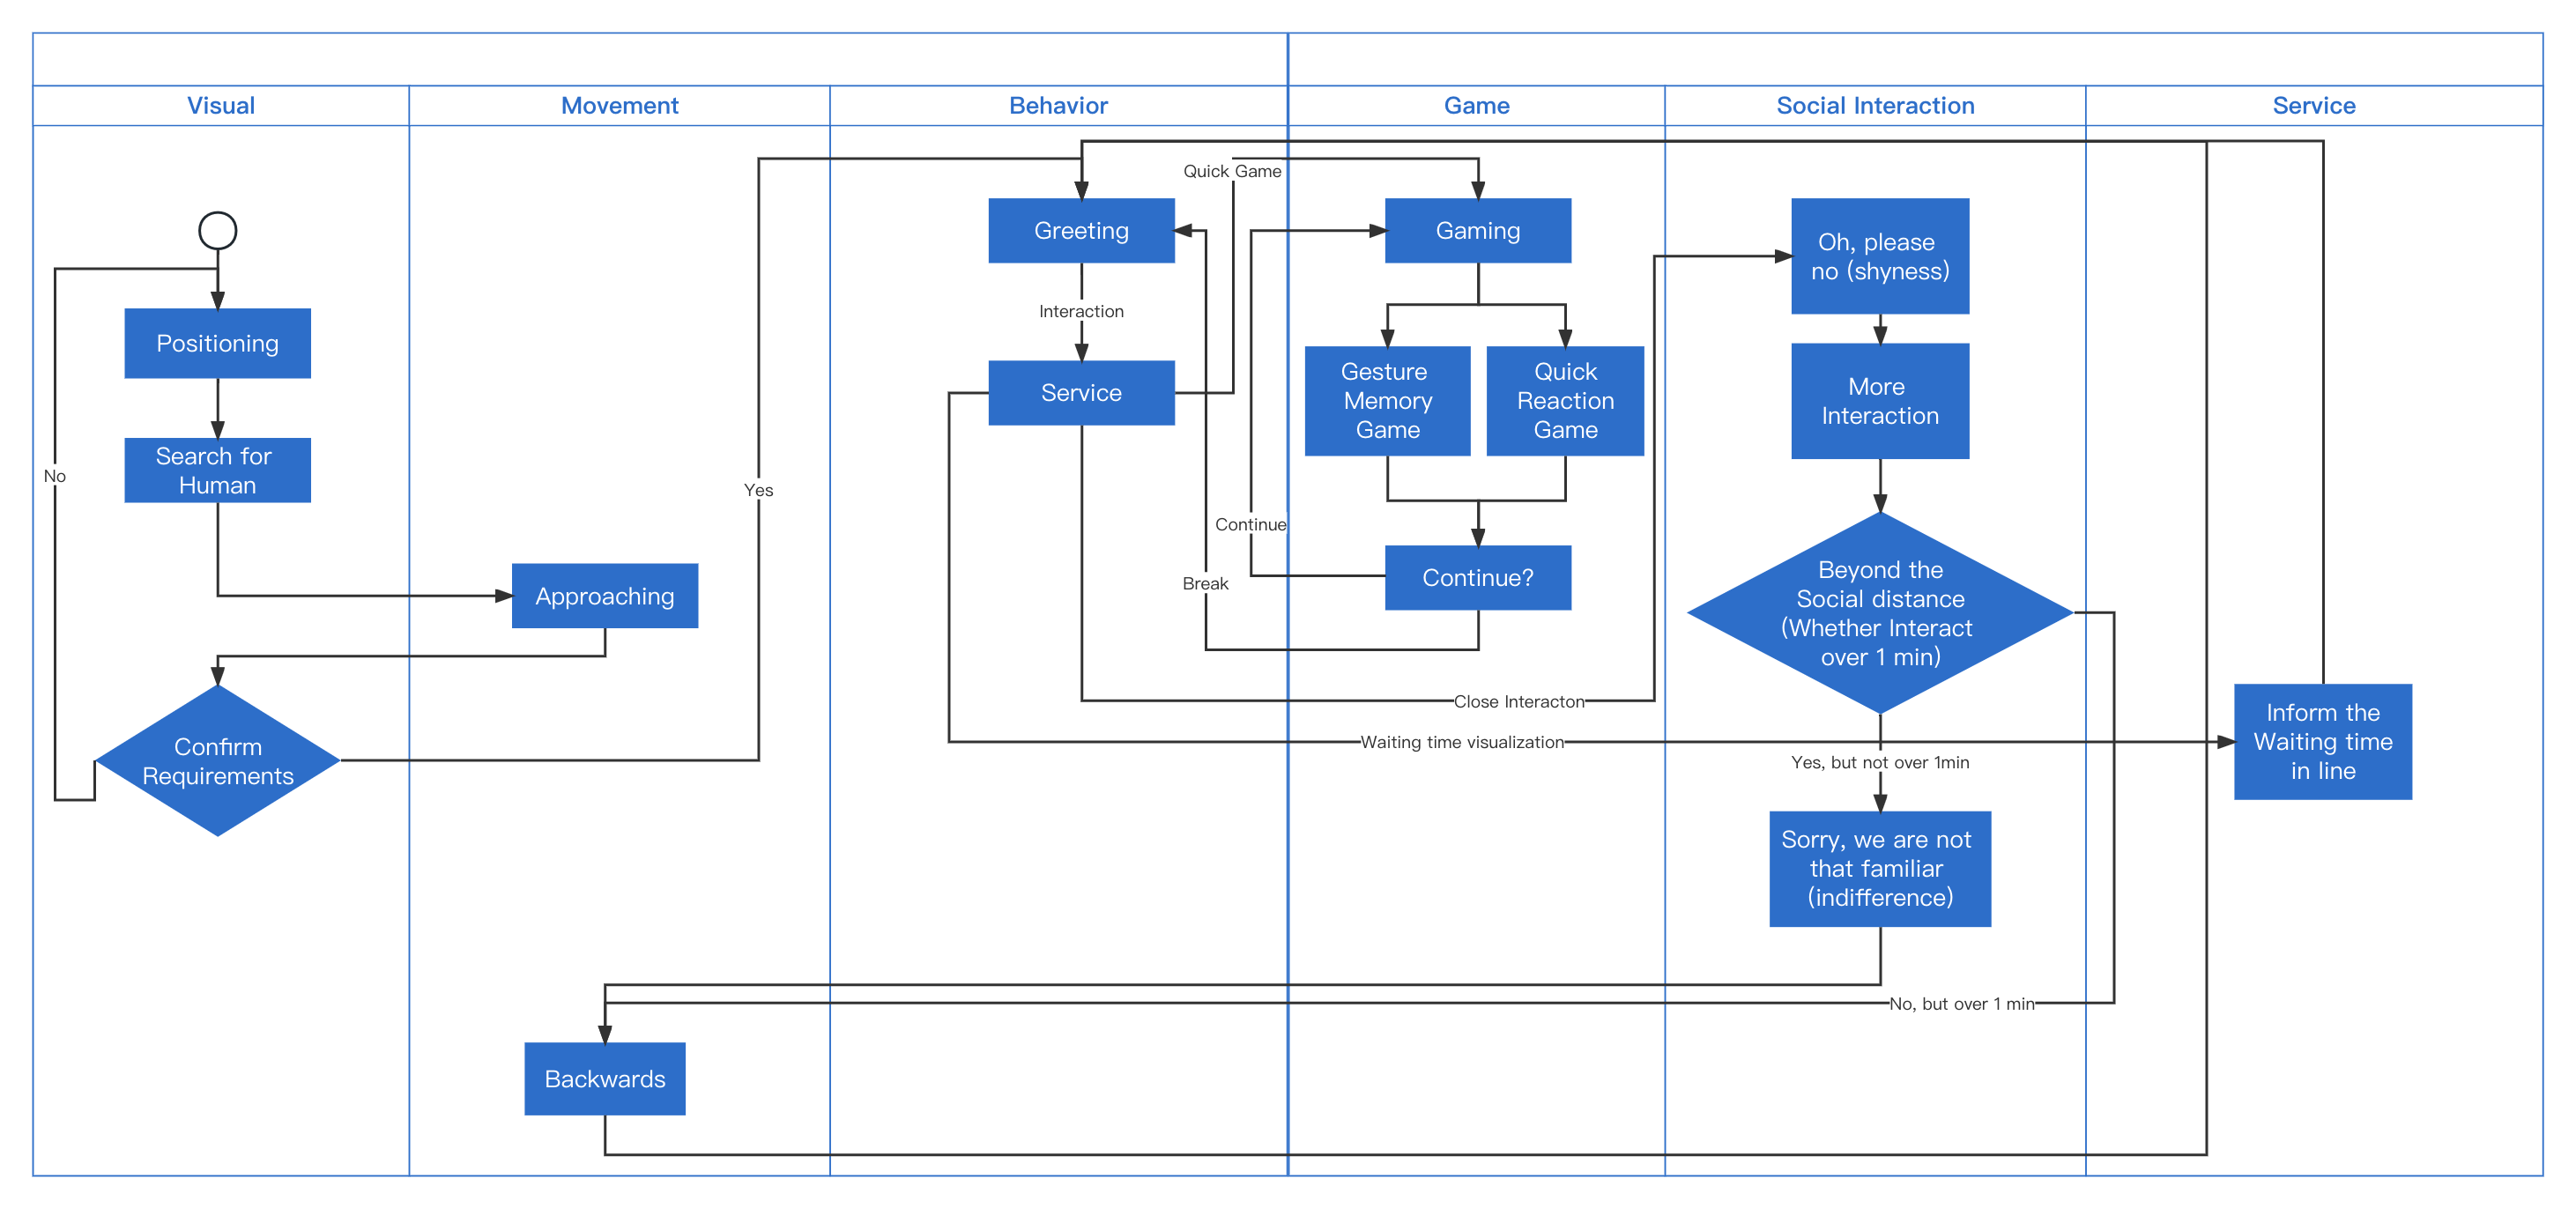 Visual
Movement
Behavior
Game
Social Interaction
Service
Quick Game
Greeting
Gaming
Oh, please
no (shyness)
Interaction
Positioning
Service
Gesture
Memory
Game
Quick
Reaction
Game
More
Interaction
Search for
Human
No
Yes
Continue
Approaching
Break
Continue?
Beyond the
Social distance
(Whether Interact
over 1 min)
Close Interacton
Confirm
Requirements
Waiting time visualization
Yes, but not over 1min
Inform the
Waiting time
in line
Sorry, we are not
that familiar
(indifference)
No, but over 1 min
Backwards